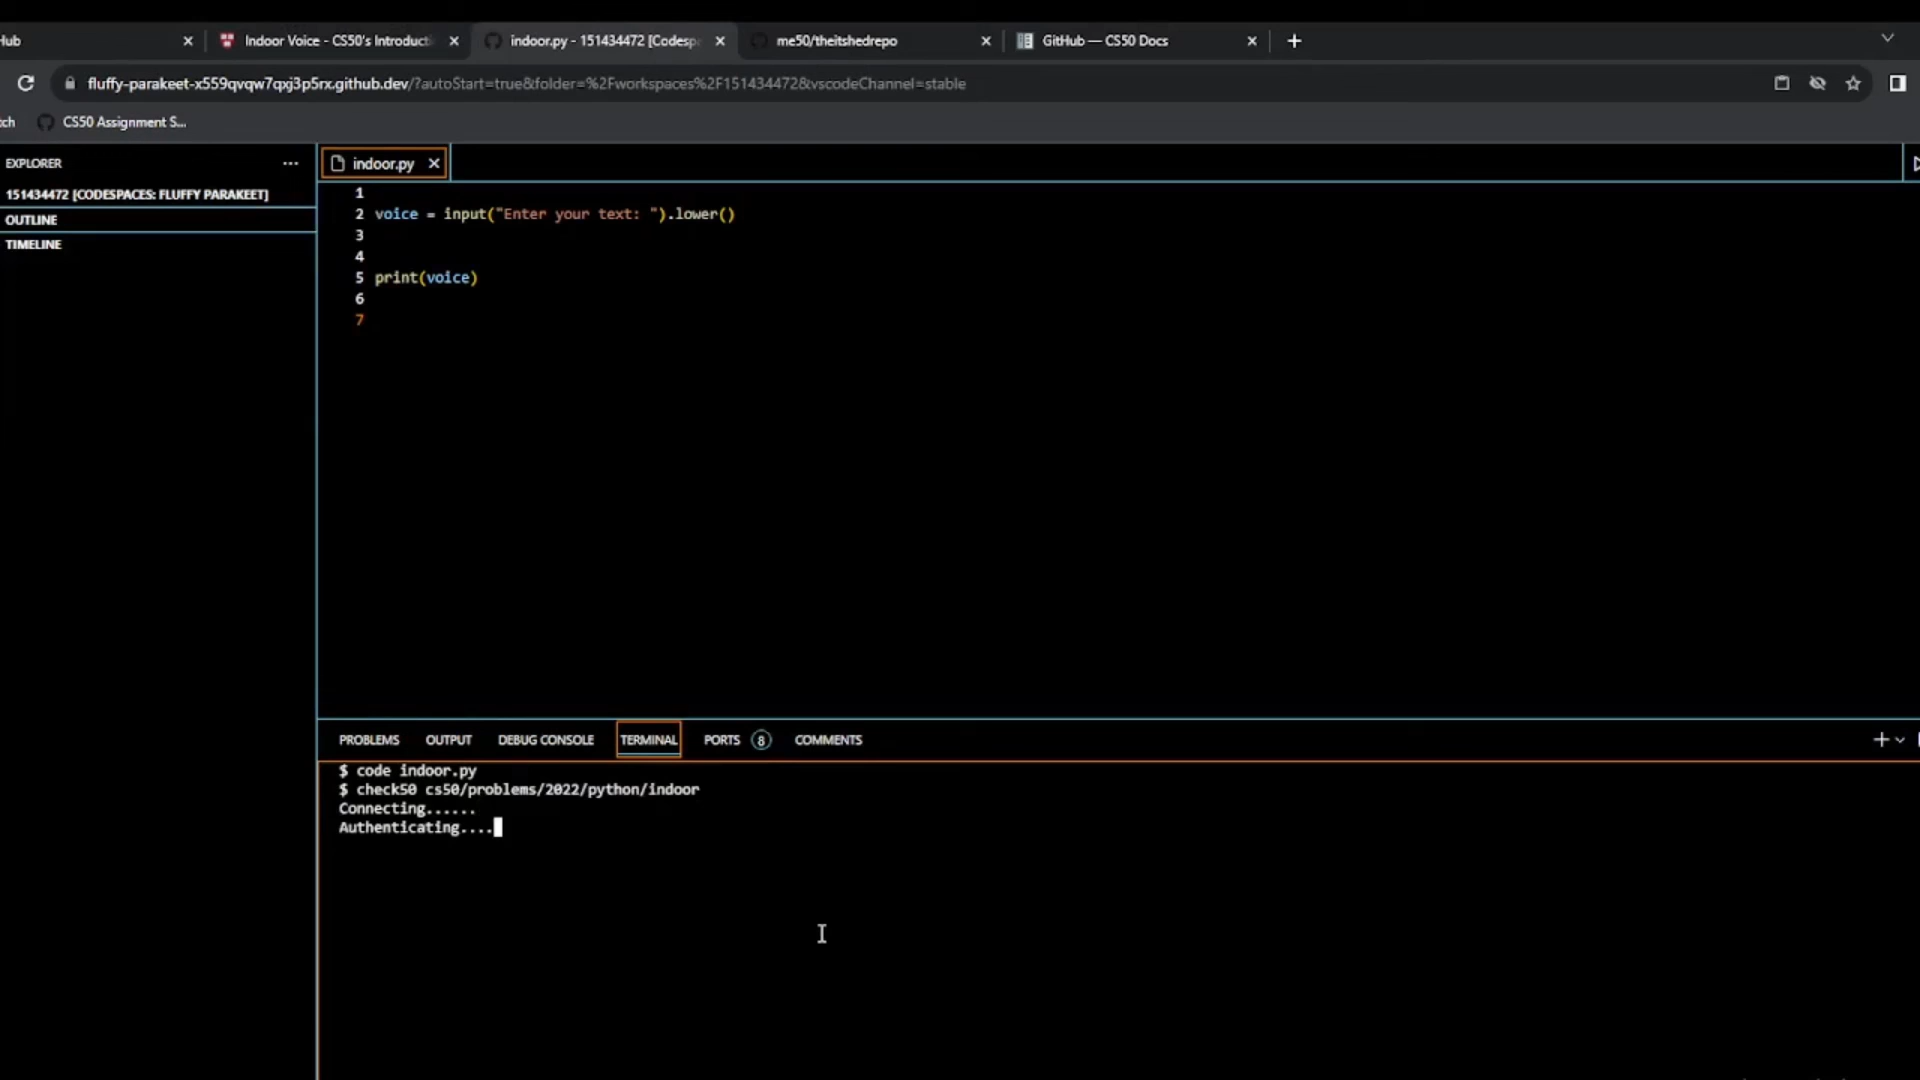 Hub
Indoor Voice - CS50's Introducti
indoor.py - 151434472 [Codesp
me50/theitshedrepo
GitHub — CS50 Docs
fluffy-parakeet-x559qvqw7qxj3p5rx.github.dev/?autoStart=true&folder=%2Fworkspaces%2F151434472&vscodeChannel=stable
tch
CS50 Assignment S...
EXPLORER
151434472 [CODESPACES: FLUFFY PARAKEET]
OUTLINE
TIMELINE
indoor.py
1
2 voice = input("Enter your text: ").lower()
3
4
5 print(voice)
6
7
PROBLEMS OUTPUT DEBUG CONSOLE TERMINAL PORTS 8 COMMENTS
$ code indoor.py
$ check50 cs50/problems/2022/python/indoor
Connecting......
Authenticating....